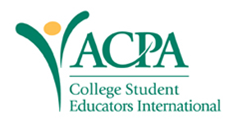 ACPA
College Student
Educators International